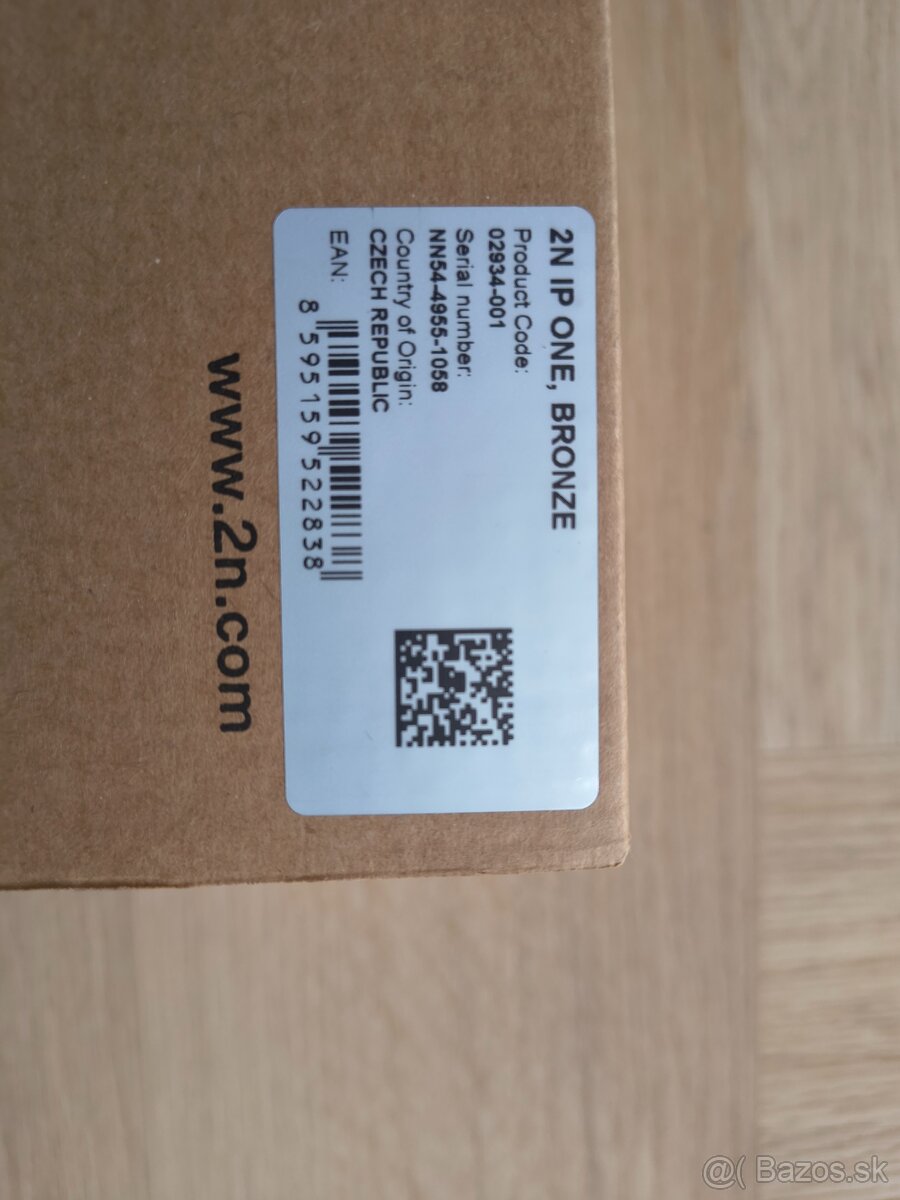 2N IP ONE, BRONZE
Product Code:
02934-001
Serial number:
NN54-4955-1058
Country of Origin:
CZECH REPUBLIC
EAN:
8 595159 522838
www.2n.com
@( Bazos.sk